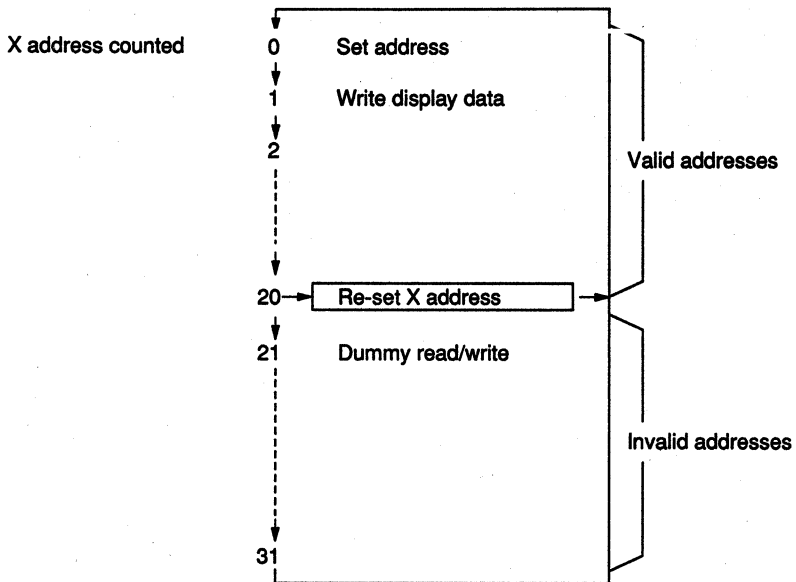 X address counted 0 Set address
1 Write display data
2
Valid addresses
20 Re-set X address
21 Dummy read/write
Invalid addresses
31